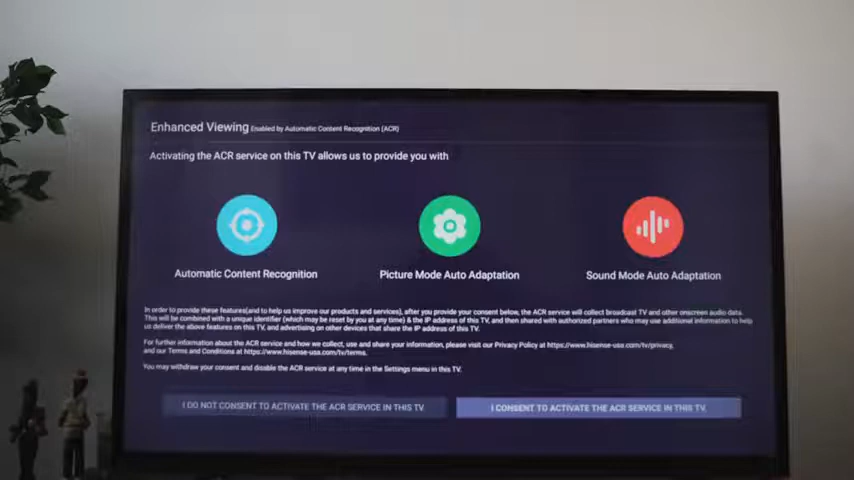 Enhanced Viewing Enabled by Automatic Content Recognition (ACR)
Activating the ACR service on this TV allows us to provide you with
Automatic Content Recognition
Picture Mode Auto Adaptation
Sound Mode Auto Adaptation
In order to provide these features(and to help us improve our products and services), after you provide your consent below, the ACR service will collect broadcast TV and other onscreen audio data.
This will be combined with a unique identifier (which may be reset by you at any time) & the IP address of this TV, and then shared with authorized partners who may use additional information to help
us deliver the above features on this TV, and advertising on other devices that share the IP address of this TV.
For further information about the ACR service and how we collect, use and share your information, please visit our Privacy Policy at https://www.hisense-usa.com/tv/privacy,
and our Terms and Conditions at https://www.hisense-usa.com/tv/terms.
You may withdraw your consent and disable the ACR service at any time in the Settings menu in this TV.
I DO NOT CONSENT TO ACTIVATE THE ACR SERVICE IN THIS TV.
I CONSENT TO ACTIVATE THE ACR SERVICE IN THIS TV.